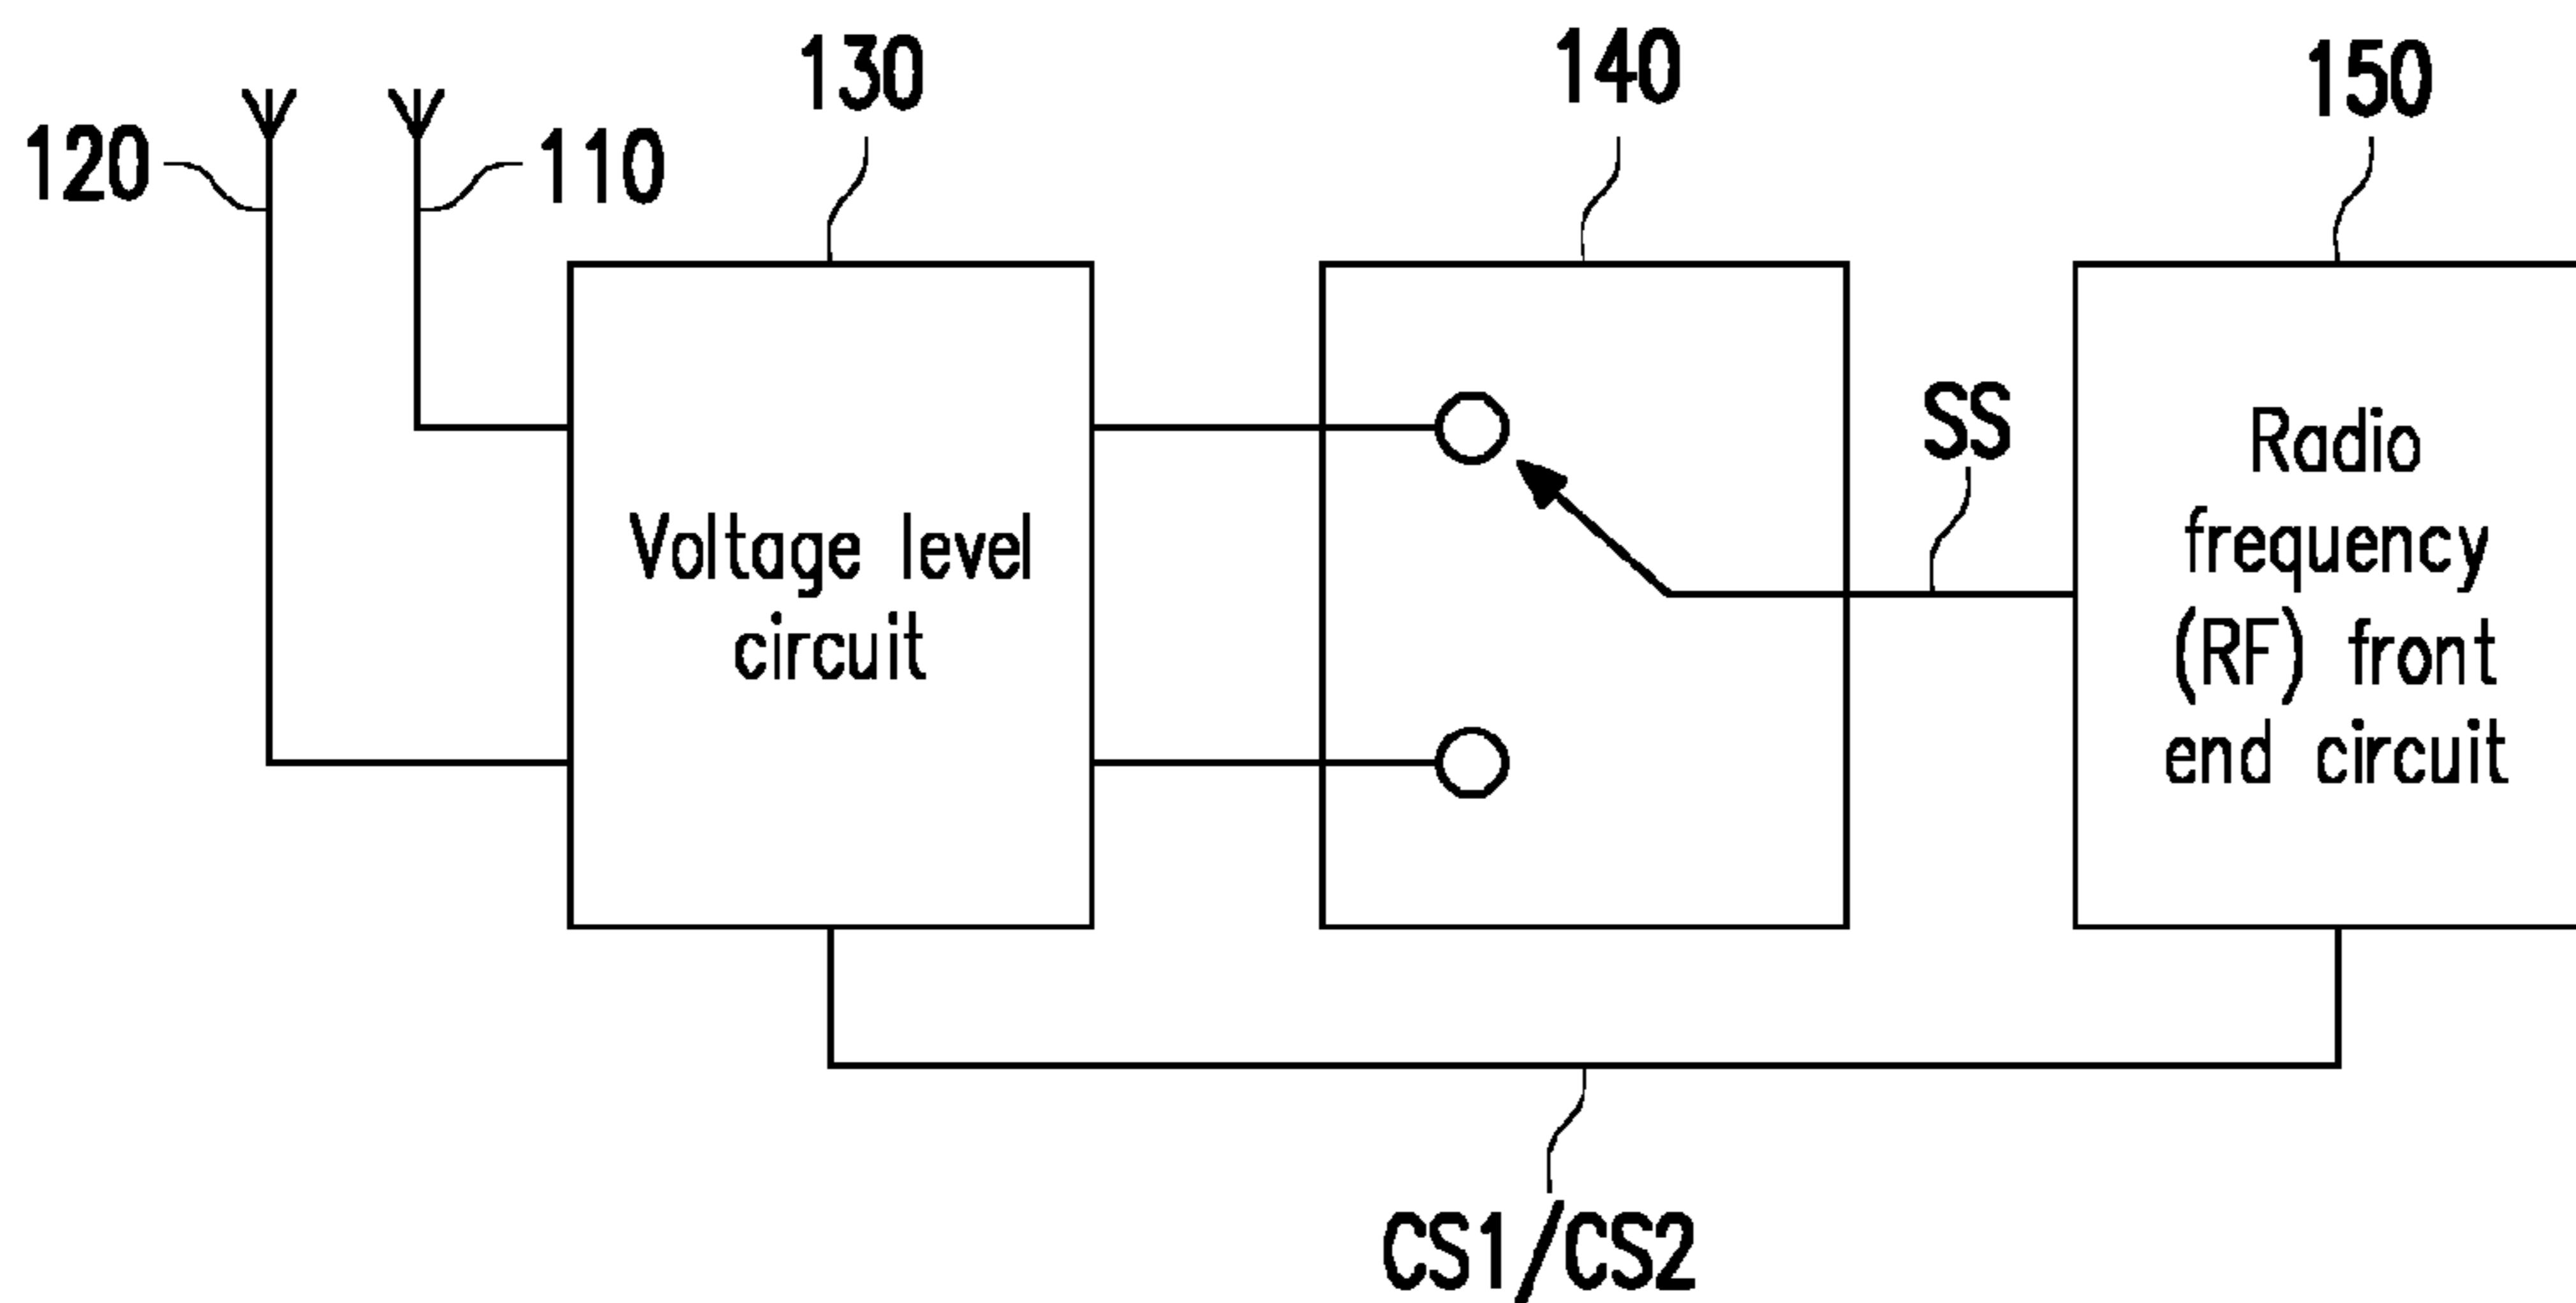 130
140
150
120
110
SS
Voltage level
circuit
Radio
frequency
(RF) front
end circuit
CS1/CS2